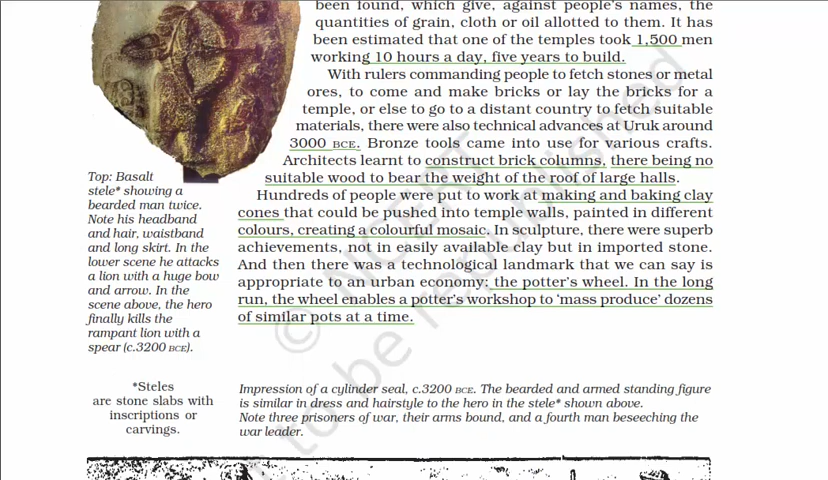 been found, which give, against people's names, the
quantities of grain, cloth or oil allotted to them. It has
been estimated that one of the temples took 1,500 men
working 10 hours a day, five years to build.
With rulers commanding people to fetch stones or metal
ores, to come and make bricks or lay the bricks for a
temple, or else to go to a distant country to fetch suitable
materials, there were also technical advances at Uruk around
3000 BCE. Bronze tools came into use for various crafts.
Architects learnt to construct brick columns, there being no
suitable wood to bear the weight of the roof of large halls.
Hundreds of people were put to work at making and baking clay
cones that could be pushed into temple walls, painted in different
colours, creating a colourful mosaic. In sculpture, there were superb
achievements, not in easily available clay but in imported stone.
And then there was a technological landmark that we can say is
appropriate to an urban economy: the potter's wheel. In the long
run, the wheel enables a potter's workshop to 'mass produce' dozens
of similar pots at a time.
Top: Basalt
stele* showing a
bearded man twice.
Note his headband
and hair, waistband
and long skirt. In the
lower scene he attacks
a lion with a huge bow
and arrow. In the
scene above, the hero
finally kills the
rampant lion with a
spear (c.3200 BCE).
*Steles
are stone slabs with
inscriptions or
carvings.
Impression of a cylinder seal, c.3200 BCE. The bearded and armed standing figure
is similar in dress and hairstyle to the hero in the stele* shown above.
Note three prisoners of war, their arms bound, and a fourth man beseeching the
war leader.
© NCERT
not to be republished